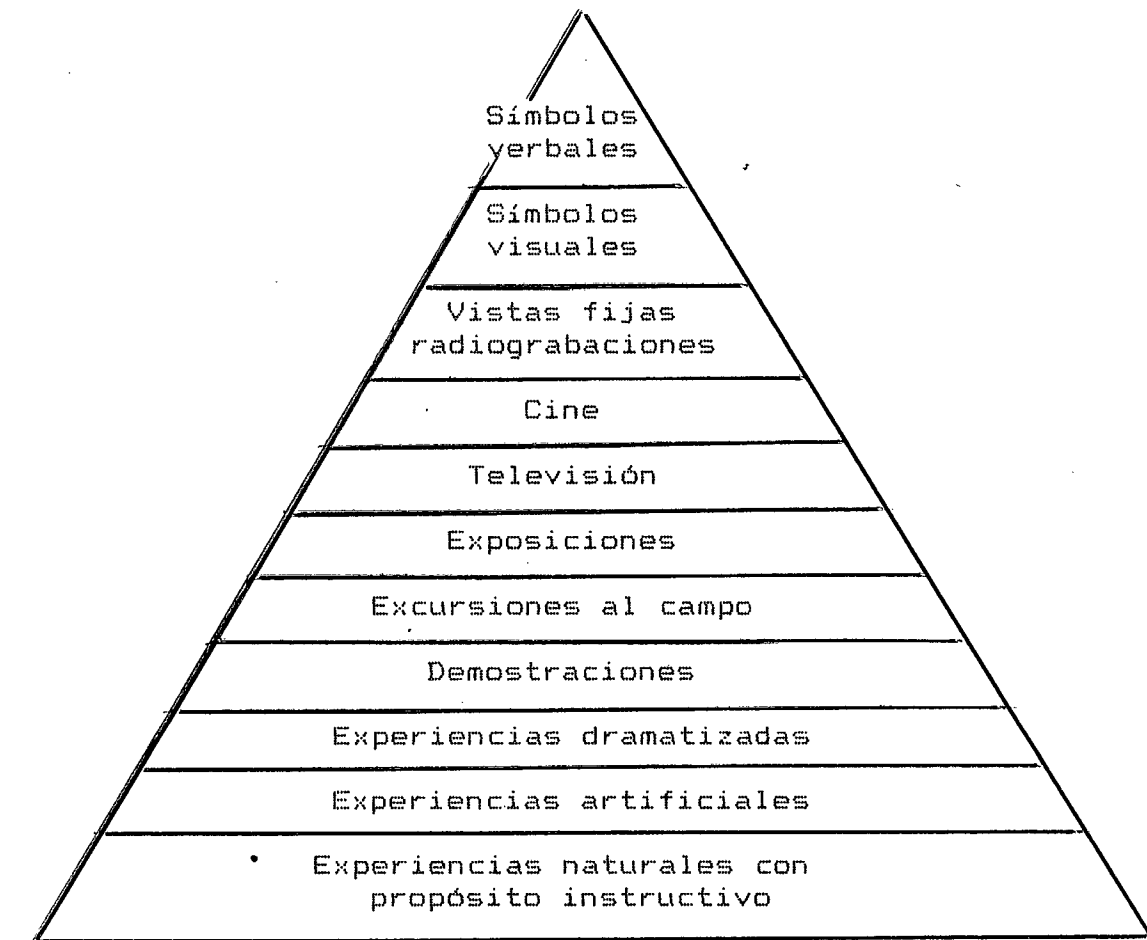 Símbolos
verbales
Símbolos
visuales
Vistas fijas
radiograbaciones
Cine
Televisión
Exposiciones
Excursiones al campo
Demostraciones
Experiencias dramatizadas
Experiencias artificiales
Experiencias naturales con
propósito instructivo